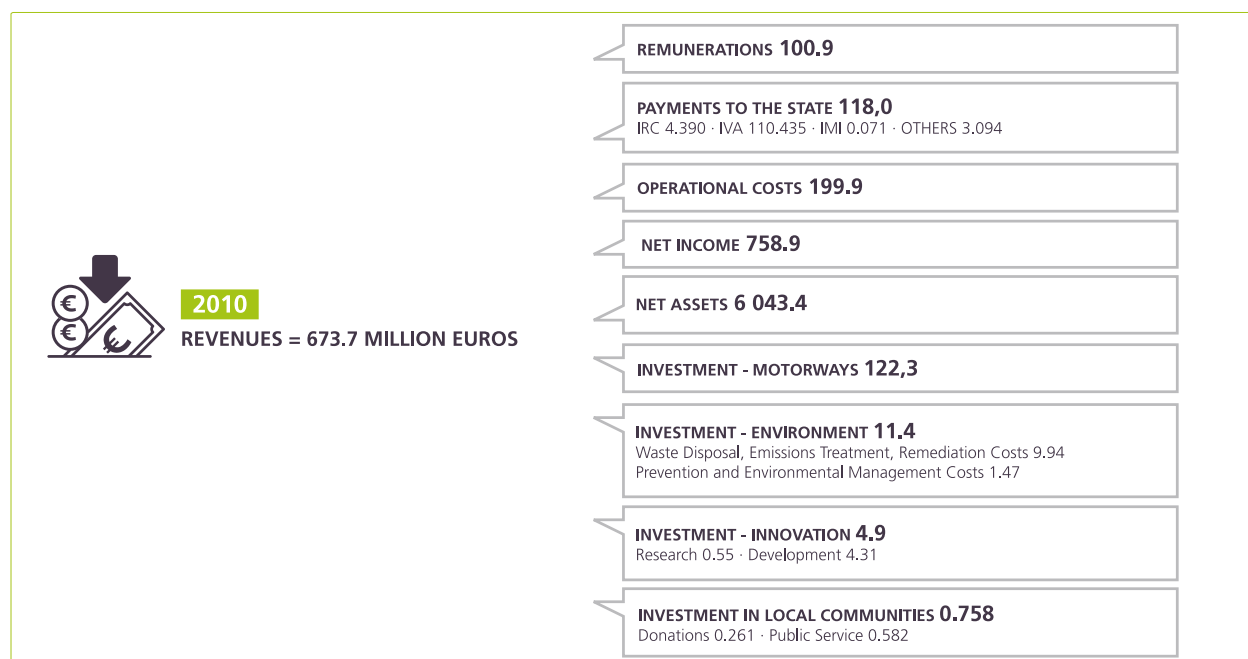 2010
REVENUES = 673.7 MILLION EUROS
REMUNERATIONS 100.9
PAYMENTS TO THE STATE 118,0
IRC 4.390 · IVA 110.435 · IMI 0.071 · OTHERS 3.094
OPERATIONAL COSTS 199.9
NET INCOME 758.9
NET ASSETS 6 043.4
INVESTMENT - MOTORWAYS 122,3
INVESTMENT - ENVIRONMENT 11.4
Waste Disposal, Emissions Treatment, Remediation Costs 9.94
Prevention and Environmental Management Costs 1.47
INVESTMENT - INNOVATION 4.9
Research 0.55 · Development 4.31
INVESTMENT IN LOCAL COMMUNITIES 0.758
Donations 0.261 · Public Service 0.582